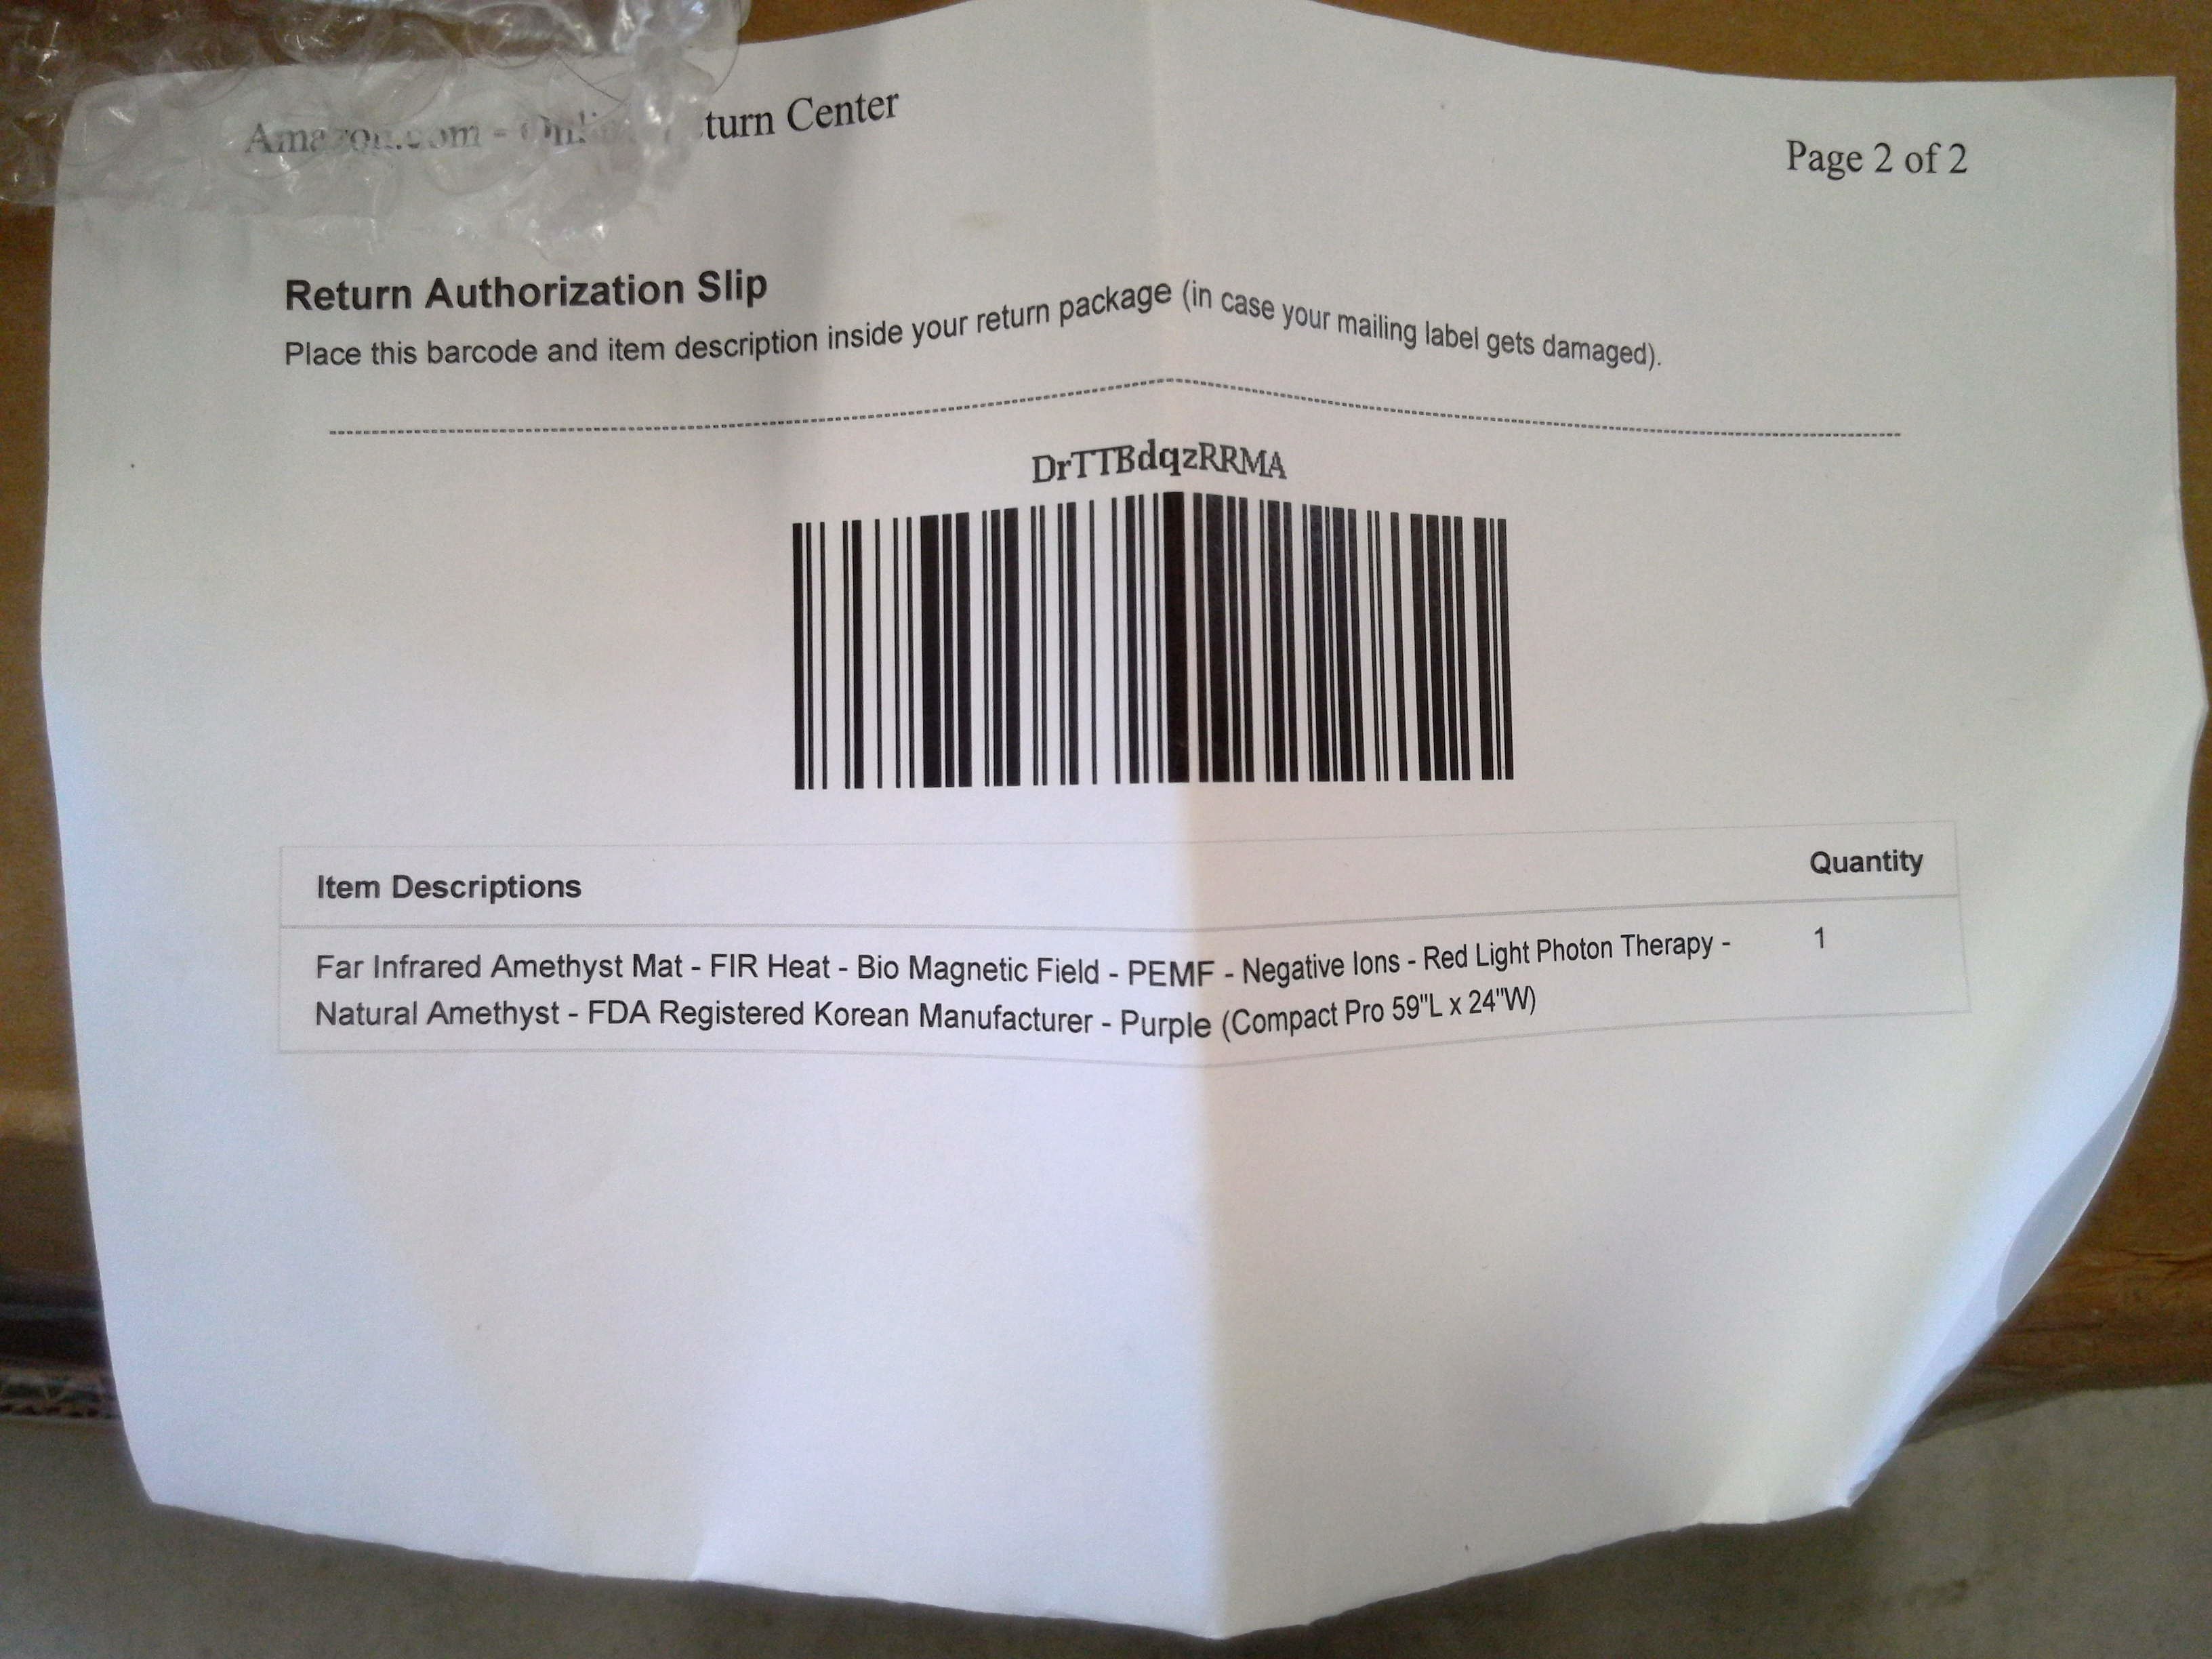 Amazon.com - Onli turn Center
Page 2 of 2
Return Authorization Slip
Place this barcode and item description inside your return package (in case your mailing label gets damaged).
DrTTBdqzRRMA
Item Descriptions
Quantity
Far Infrared Amethyst Mat - FIR Heat - Bio Magnetic Field - PEMF - Negative Ions - Red Light Photon Therapy -
1
Natural Amethyst - FDA Registered Korean Manufacturer - Purple (Compact Pro 59"L x 24"W)